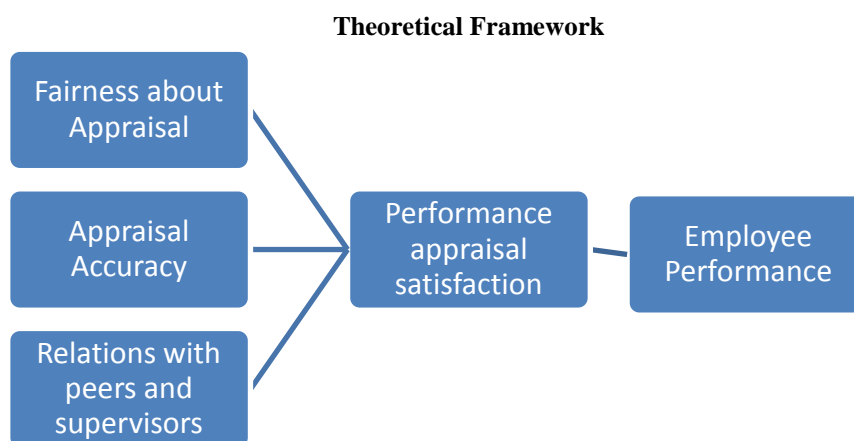 Theoretical Framework
Fairness about
Appraisal
Appraisal
Accuracy
Relations with
peers and
supervisors
Performance
appraisal
satisfaction
Employee
Performance